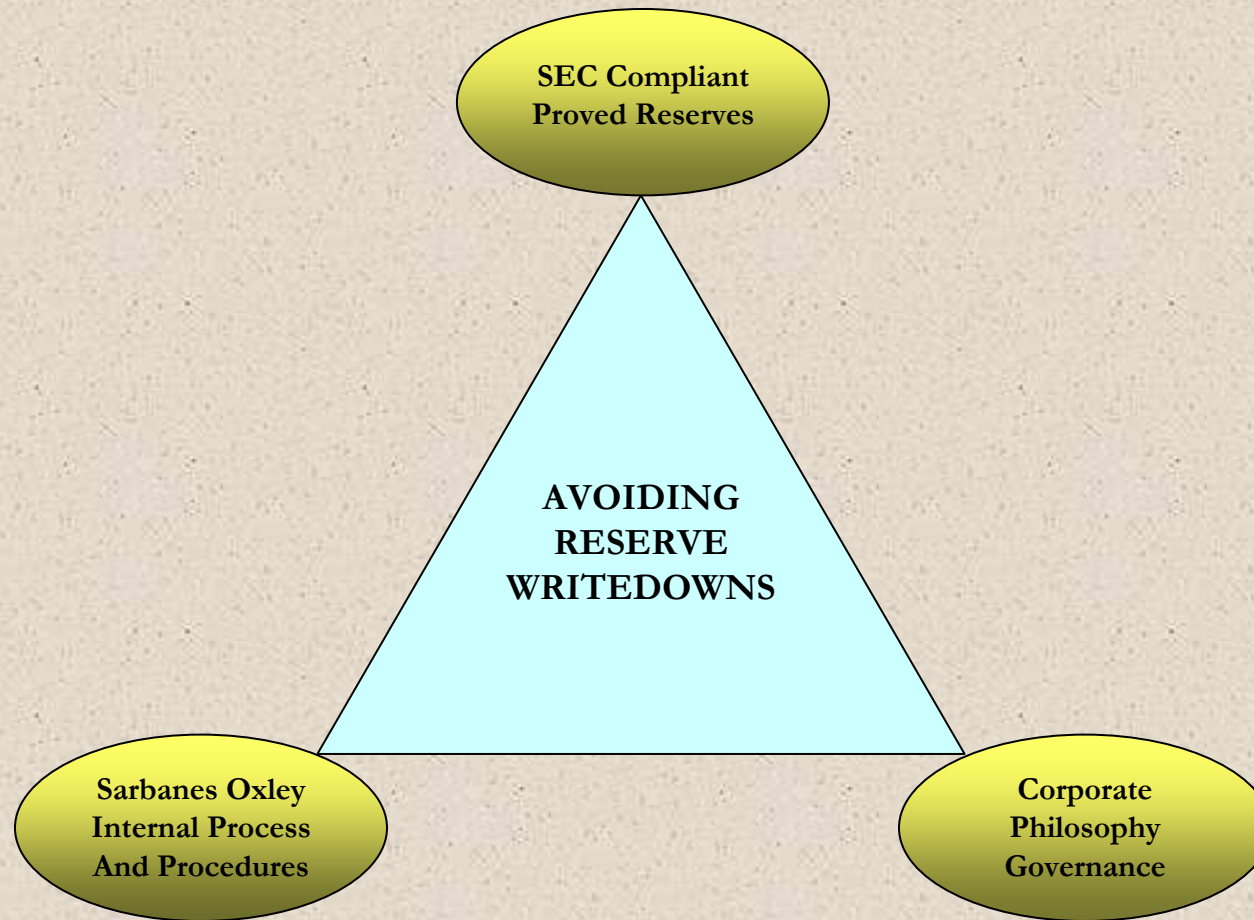 SEC Compliant
Proved Reserves
AVOIDING
RESERVE
WRITEDOWNS
Sarbanes Oxley
Internal Process
And Procedures
Corporate
Philosophy
Governance